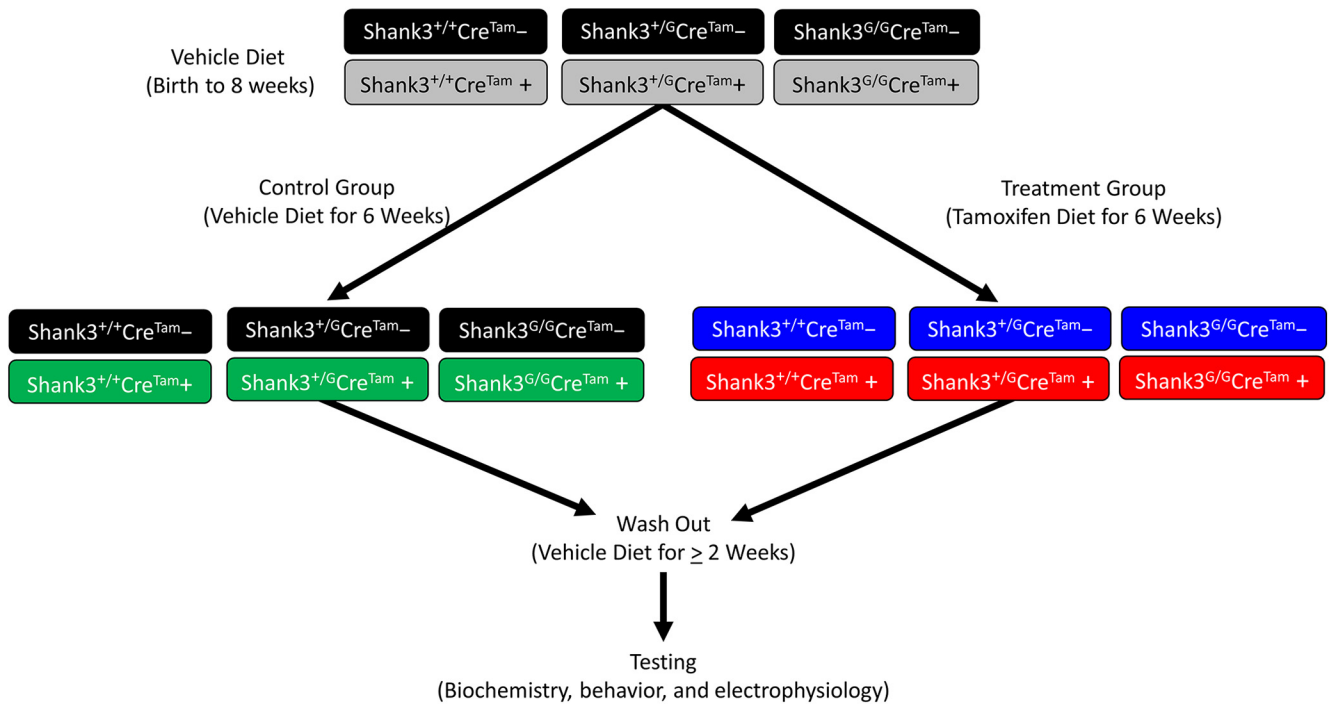 Vehicle Diet
(Birth to 8 weeks)
Shank3+/+CreTam– Shank3+/GCreTam– Shank3G/GCreTam–
Shank3+/+CreTam + Shank3+/GCreTam+ Shank3G/GCreTam+
Control Group
(Vehicle Diet for 6 Weeks)
Treatment Group
(Tamoxifen Diet for 6 Weeks)
Shank3+/+CreTam– Shank3+/GCreTam– Shank3G/GCreTam–
Shank3+/+CreTam+ Shank3+/GCreTam + Shank3G/GCreTam +
Shank3+/+CreTam– Shank3+/GCreTam– Shank3G/GCreTam–
Shank3+/+CreTam + Shank3+/GCreTam + Shank3G/GCreTam +
Wash Out
(Vehicle Diet for ≥ 2 Weeks)
Testing
(Biochemistry, behavior, and electrophysiology)